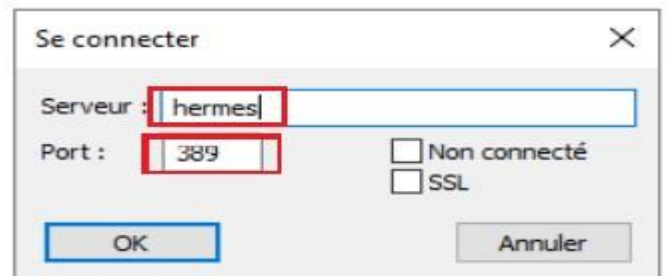 Se connecter
Serveur : hermes
Port : 389 Non connecté
SSL
OK Annuler